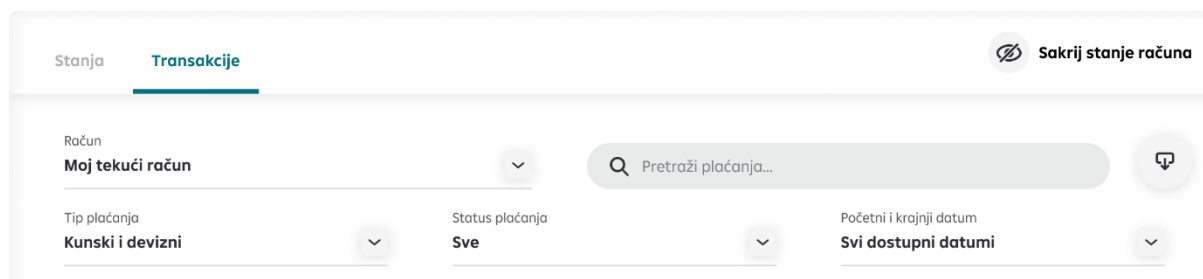 Stanja
Transakcije
Sakrij stanje računa
Račun
Moj tekući račun
Pretraži plaćanja...
Tip plaćanja
Kunski i devizni
Status plaćanja
Sve
Početni i krajnji datum
Svi dostupni datumi